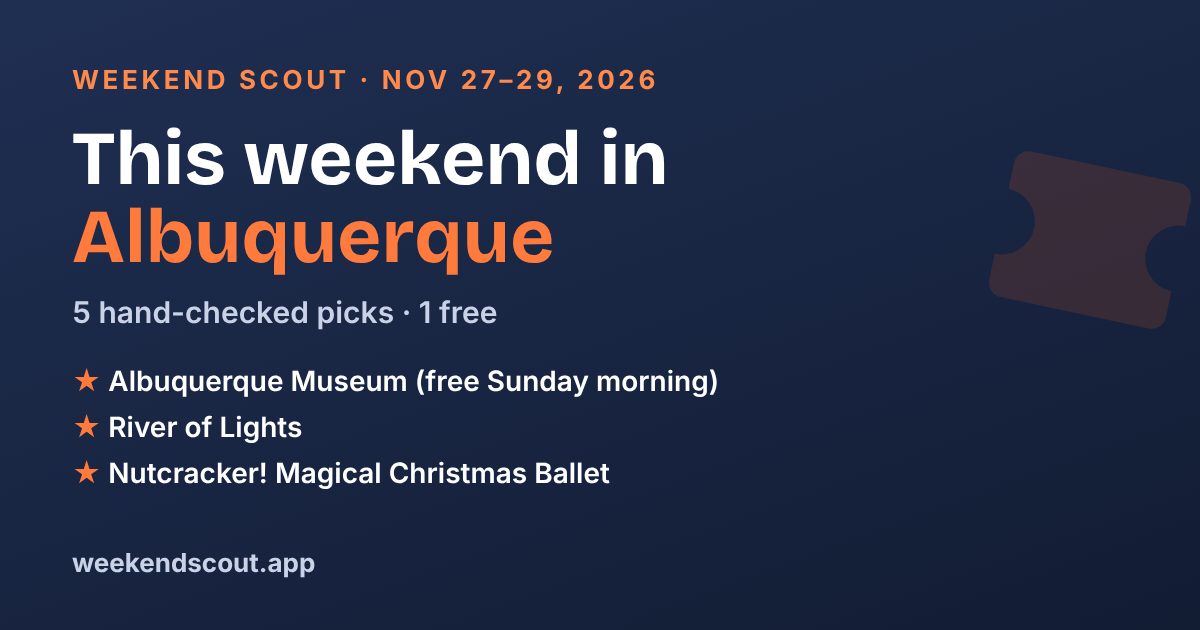 WEEKEND SCOUT · NOV 27–29, 2026
This weekend in
Albuquerque
5 hand-checked picks · 1 free
★ Albuquerque Museum (free Sunday morning)
★ River of Lights
★ Nutcracker! Magical Christmas Ballet
weekendscout.app